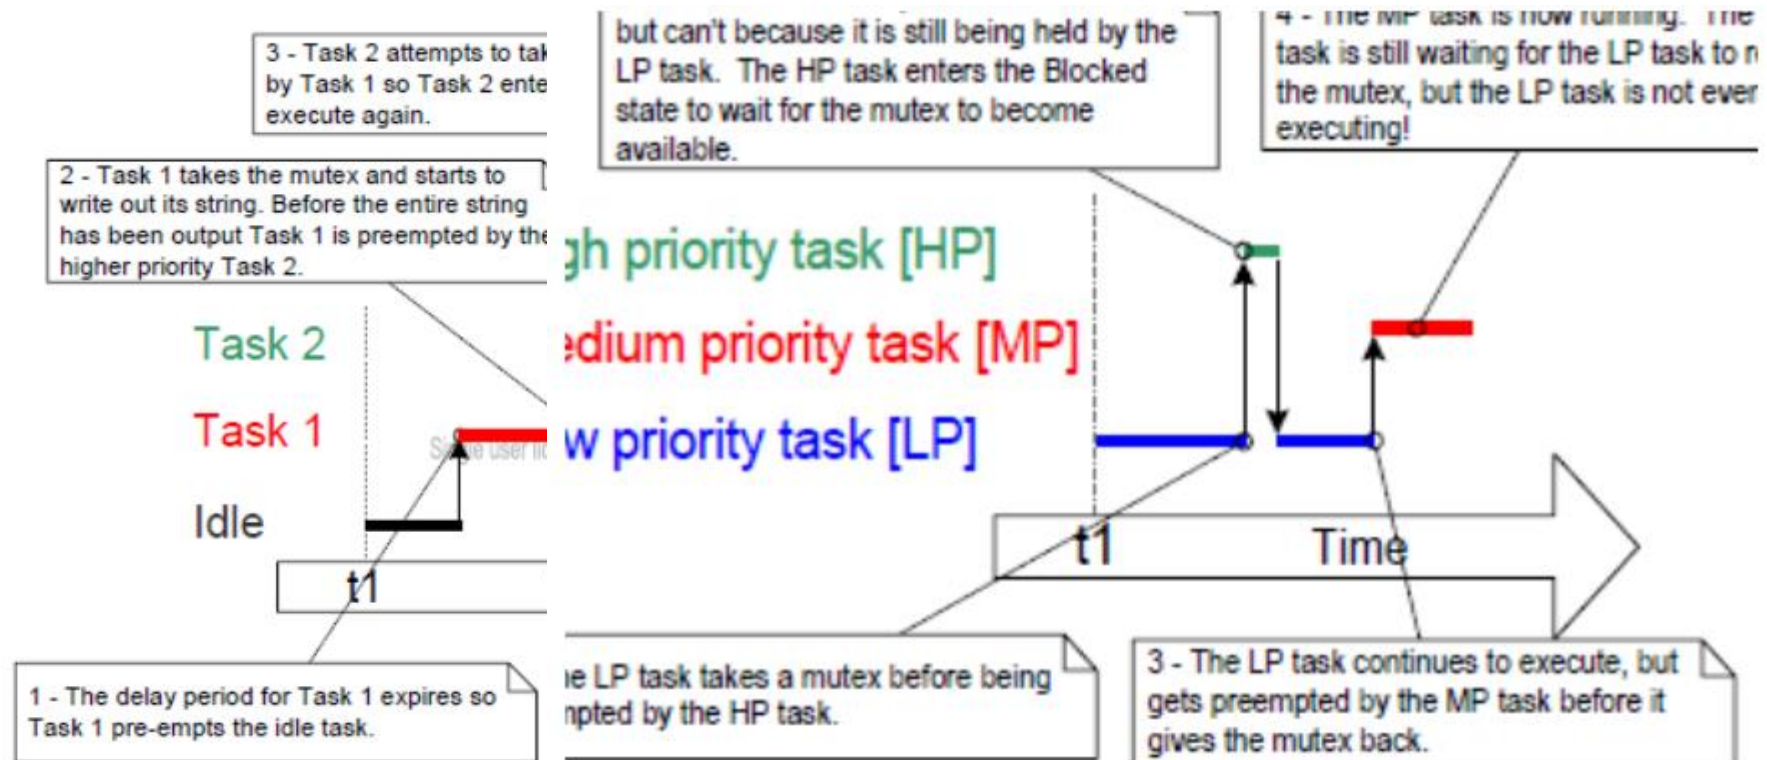 3 - Task 2 attempts to tak
by Task 1 so Task 2 ente
execute again.
2 - Task 1 takes the mutex and starts to
write out its string. Before the entire string
has been output Task 1 is preempted by the
higher priority Task 2.
Task 2
Task 1
Idle
t1
1 - The delay period for Task 1 expires so
Task 1 pre-empts the idle task.
but can't because it is still being held by the
LP task. The HP task enters the Blocked
state to wait for the mutex to become
available.
4 - The MP task is now running. The
task is still waiting for the LP task to r
the mutex, but the LP task is not ever
executing!
gh priority task [HP]
edium priority task [MP]
w priority task [LP]
t1
Time
he LP task takes a mutex before being
mpted by the HP task.
3 - The LP task continues to execute, but
gets preempted by the MP task before it
gives the mutex back.